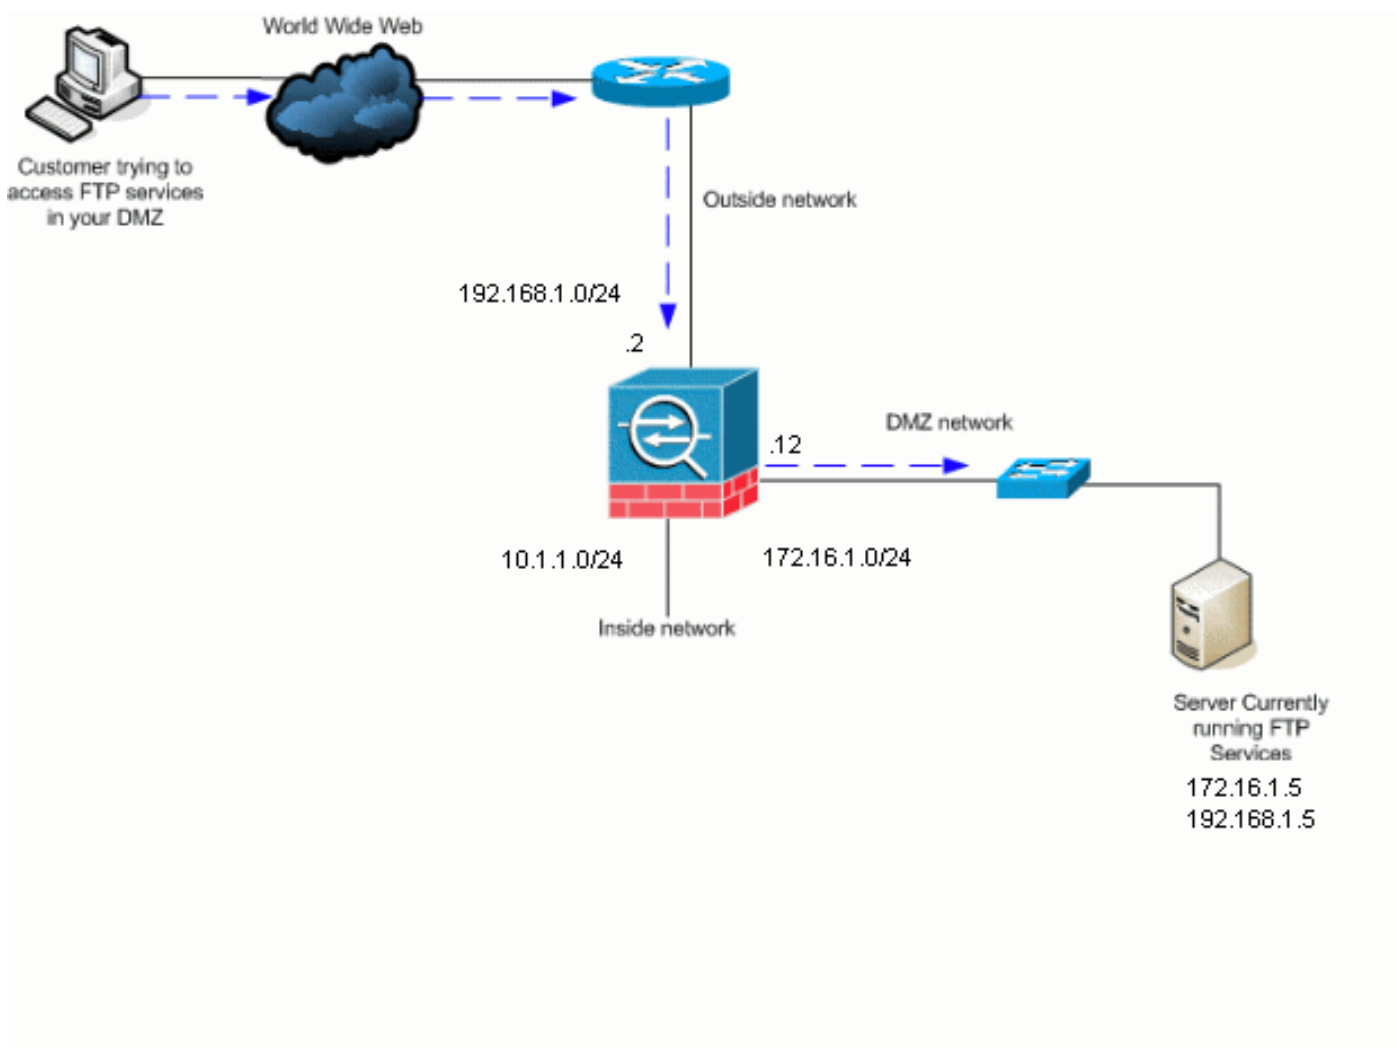 World Wide Web
Customer trying to
access FTP services
in your DMZ
Outside network
192.168.1.0/24
.2
DMZ network
.12
10.1.1.0/24
172.16.1.0/24
Inside network
Server Currently
running FTP
Services
172.16.1.5
192.168.1.5